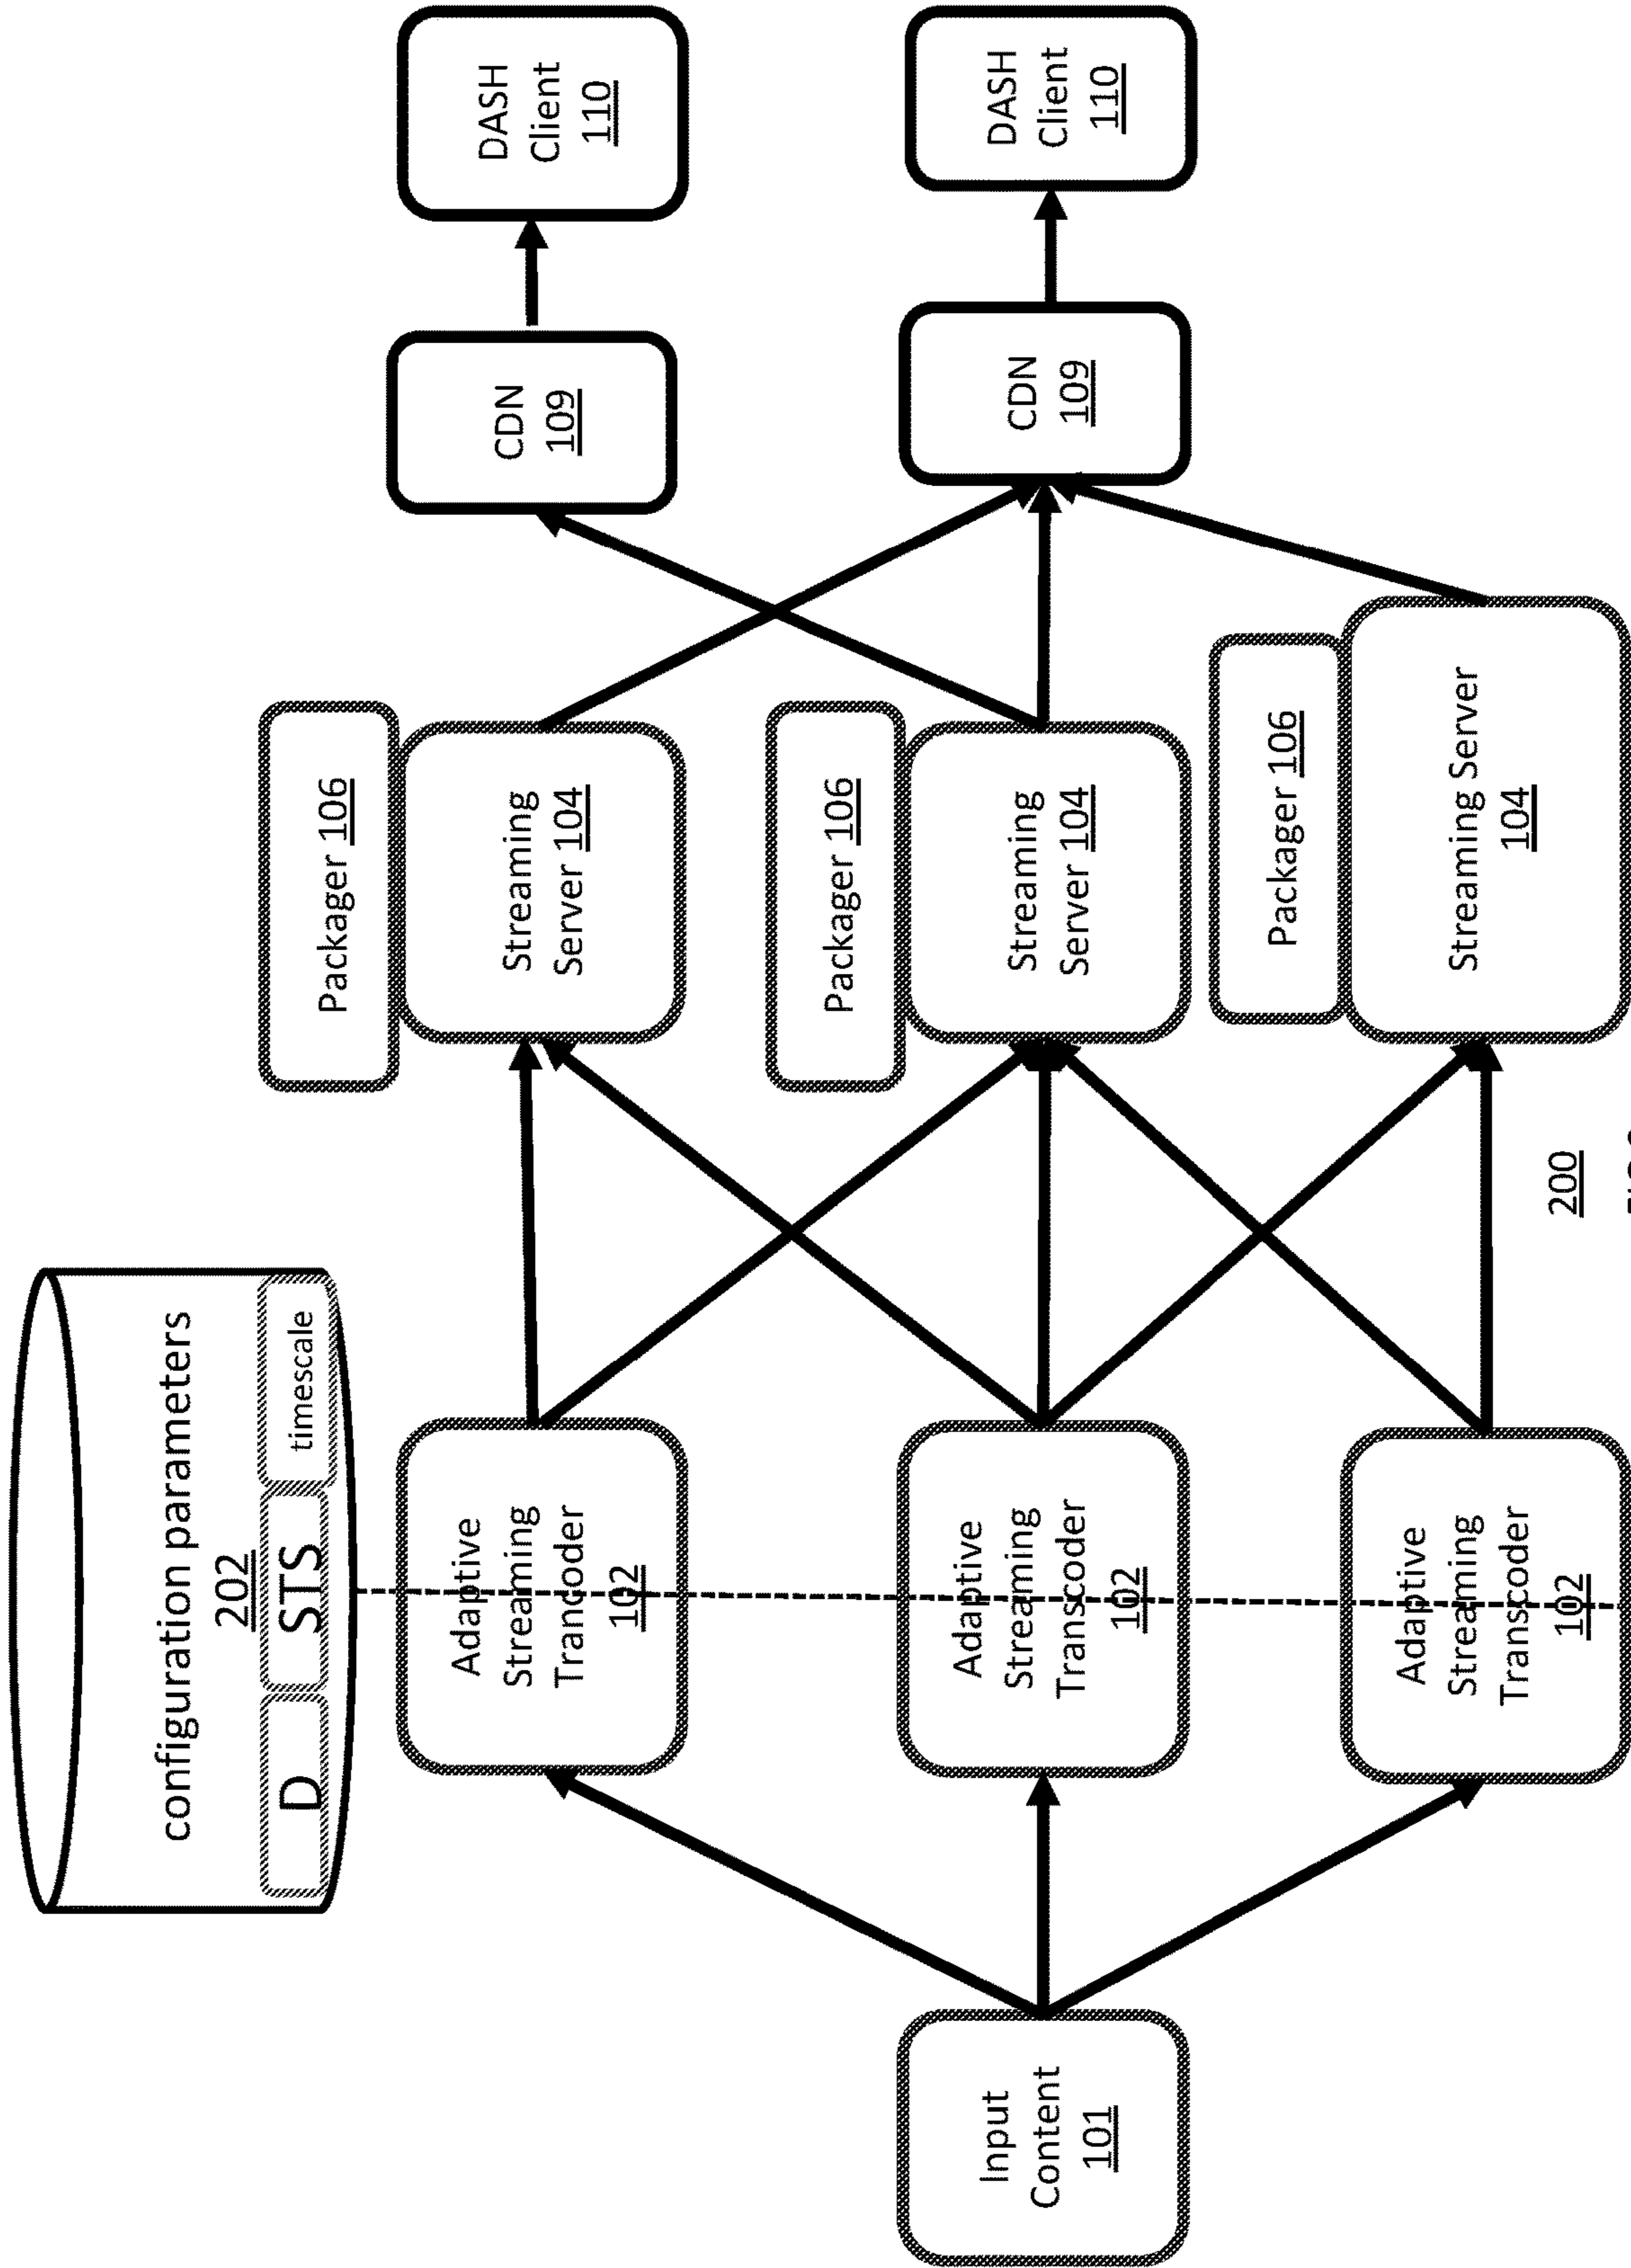 configuration parameters
202
D
STS
timescale
Adaptive
Streaming
Trancoder
102
Packager 106
Streaming
Server 104
CDN
109
DASH
Client
110
Input
Content
101
Adaptive
Streaming
Transcoder
102
Packager 106
Streaming
Server 104
CDN
109
DASH
Client
110
Adaptive
Streaming
Transcoder
102
Packager 106
Streaming Server
104
200